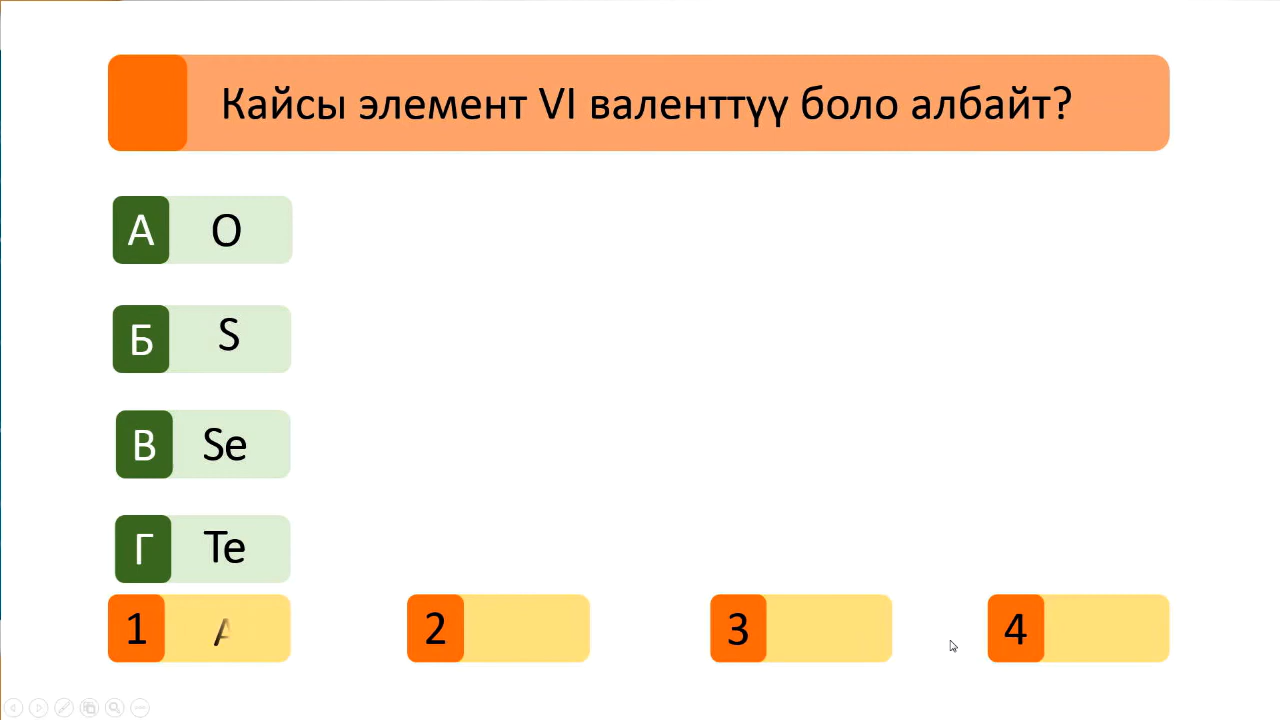 Кайсы элемент VI валенттүү боло албайт?
А O
Б S
В Se
Г Te
1 А
2
3
4